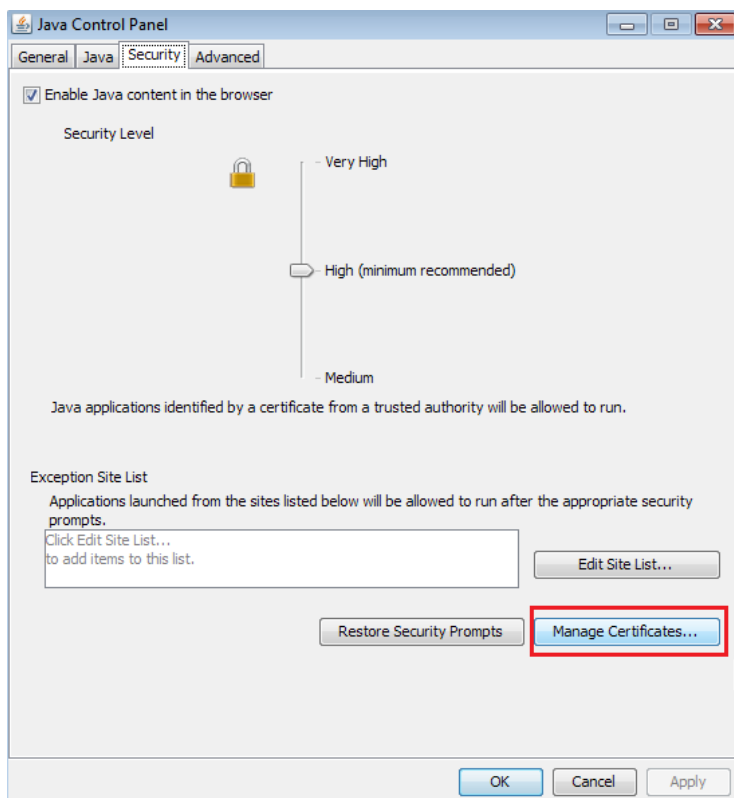 Java Control Panel
General Java Security Advanced
Enable Java content in the browser
Security Level
- Very High
- High (minimum recommended)
- Medium
Java applications identified by a certificate from a trusted authority will be allowed to run.
Exception Site List
Applications launched from the sites listed below will be allowed to run after the appropriate security
prompts.
Click Edit Site List...
to add items to this list.
Edit Site List...
Restore Security Prompts Manage Certificates...
OK Cancel Apply